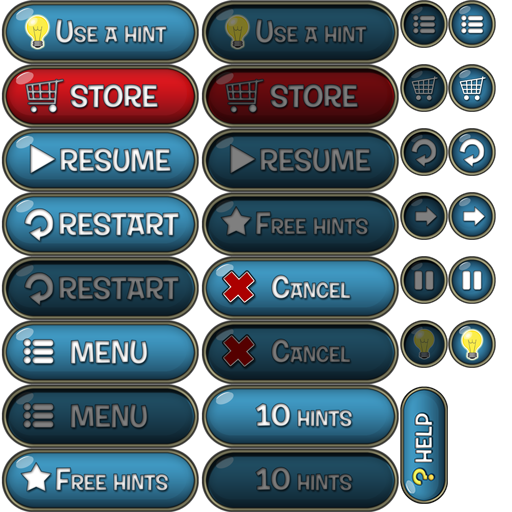 Use a hint
Use a hint
STORE
STORE
RESUME
RESUME
RESTART
Free hints
RESTART
Cancel
MENU
Cancel
MENU
10 hints
Free hints
10 hints
? HELP